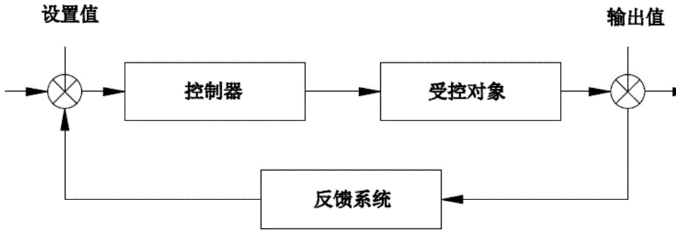 设置值
输出值
控制器
受控对象
反馈系统